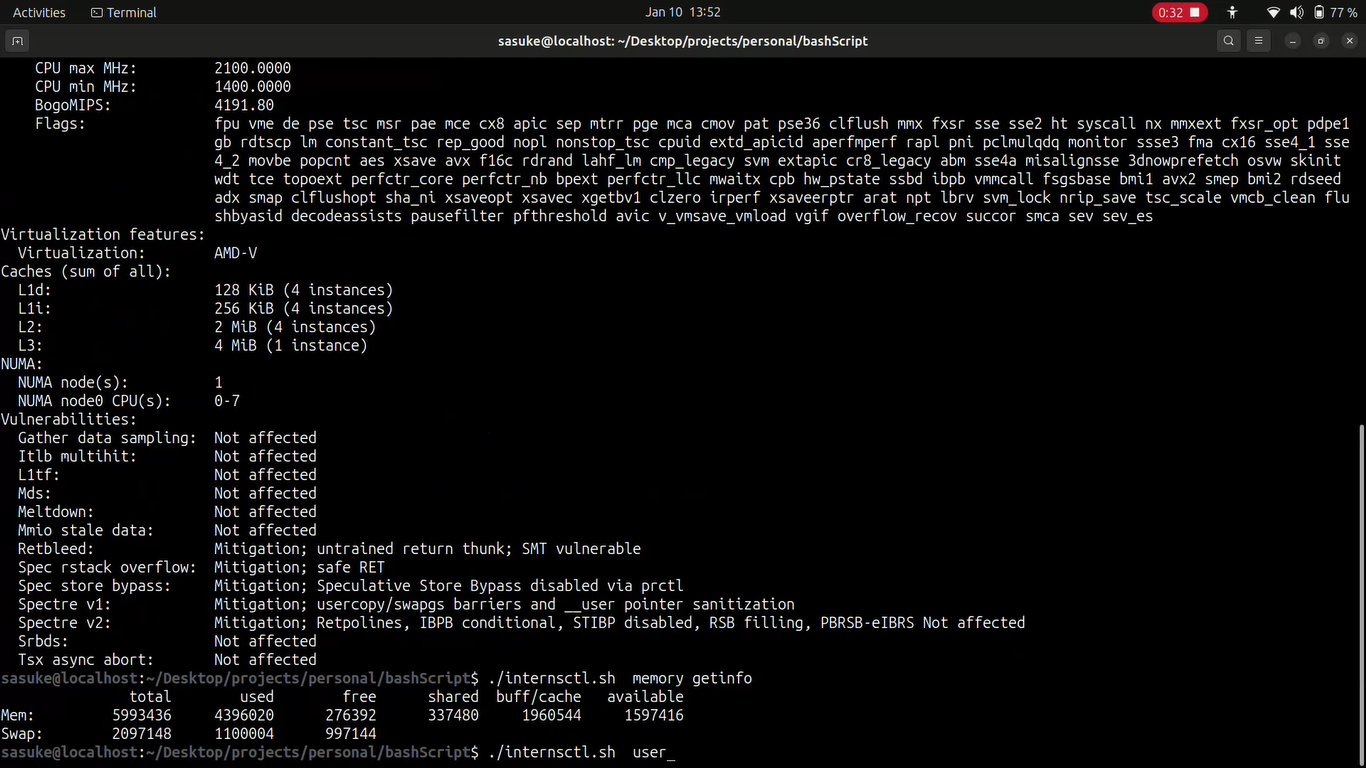 Activities Terminal Jan 10 13:52 0:32 77 %
sasuke@localhost: ~/Desktop/projects/personal/bashScript
CPU max MHz: 2100.0000
CPU min MHz: 1400.0000
BogoMIPS: 4191.80
Flags: fpu vme de pse tsc msr pae mce cx8 apic sep mtrr pge mca cmov pat pse36 clflush mmx fxsr sse sse2 ht syscall nx mmxext fxsr_opt pdpe1
gb rdtscp lm constant_tsc rep_good nopl nonstop_tsc cpuid extd_apicid aperfmperf rapl pni pclmulqdq monitor ssse3 fma cx16 sse4_1 sse
4_2 movbe popcnt aes xsave avx f16c rdrand lahf_lm cmp_legacy svm extapic cr8_legacy abm sse4a misalignsse 3dnowprefetch osvw skinit
wdt tce topoext perfctr_core perfctr_nb bpext perfctr_llc mwaitx cpb hw_pstate ssbd ibpb vmmcall fsgsbase bmi1 avx2 smep bmi2 rdseed
adx smap clflushopt sha_ni xsaveopt xsavec xgetbv1 clzero irperf xsaveerptr arat npt lbrv svm_lock nrip_save tsc_scale vmcb_clean flu
shbyasid decodeassists pausefilter pfthreshold avic v_vmsave_vmload vgif overflow_recov succor smca sev sev_es
Virtualization features:
Virtualization: AMD-V
Caches (sum of all):
L1d: 128 KiB (4 instances)
L1i: 256 KiB (4 instances)
L2: 2 MiB (4 instances)
L3: 4 MiB (1 instance)
NUMA:
NUMA node(s): 1
NUMA node0 CPU(s): 0-7
Vulnerabilities:
Gather data sampling: Not affected
Itlb multihit: Not affected
L1tf: Not affected
Mds: Not affected
Meltdown: Not affected
Mmio stale data: Not affected
Retbleed: Mitigation; untrained return thunk; SMT vulnerable
Spec rstack overflow: Mitigation; safe RET
Spec store bypass: Mitigation; Speculative Store Bypass disabled via prctl
Spectre v1: Mitigation; usercopy/swapgs barriers and __user pointer sanitization
Spectre v2: Mitigation; Retpolines, IBPB conditional, STIBP disabled, RSB filling, PBRSB-eIBRS Not affected
Srbds: Not affected
Tsx async abort: Not affected
sasuke@localhost:~/Desktop/projects/personal/bashScript$ ./internsctl.sh memory getinfo
total used free shared buff/cache available
Mem: 5993436 4396020 276392 337480 1960544 1597416
Swap: 2097148 1100004 997144
sasuke@localhost:~/Desktop/projects/personal/bashScript$ ./internsctl.sh user_